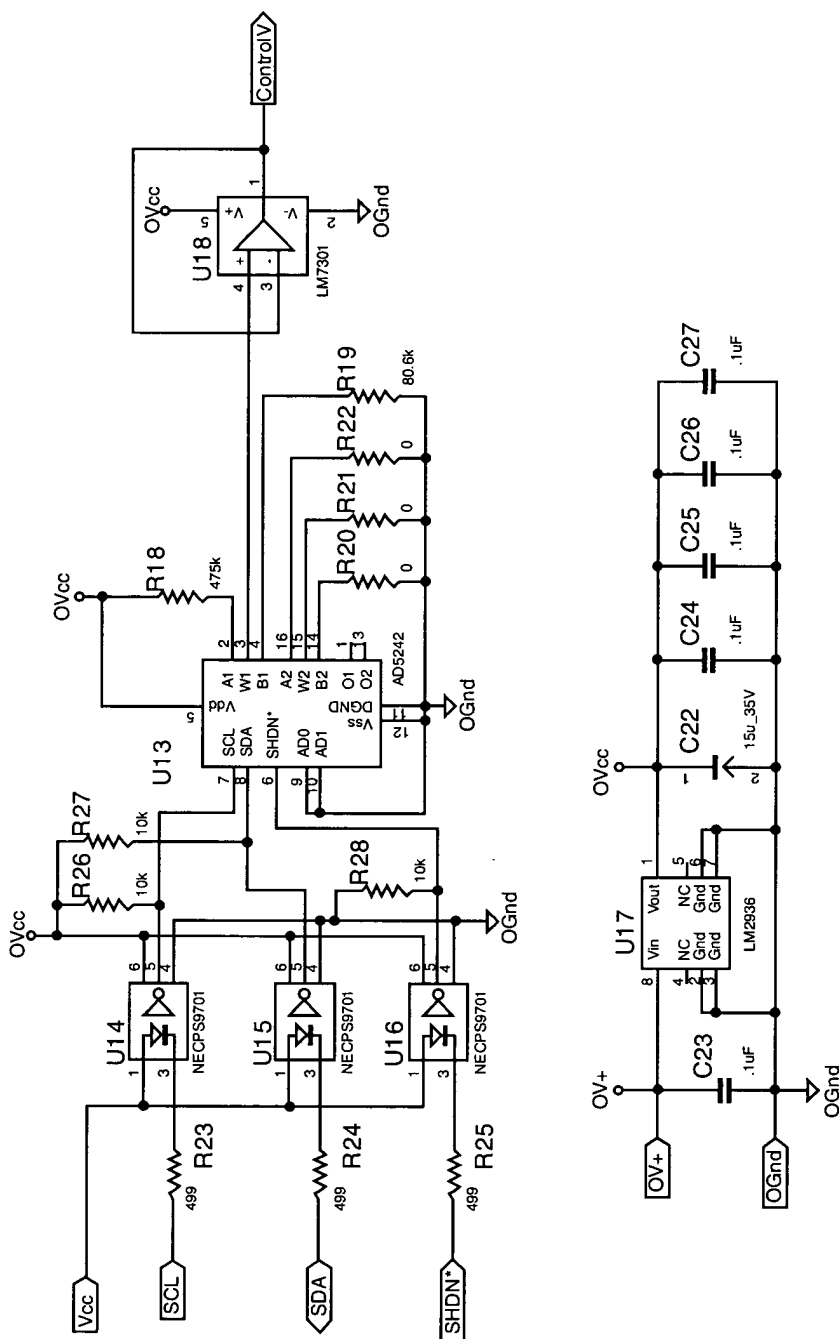 Vcc
SCL
SDA
SHDN*
499
R23
499
R24
499
R25
U14
1
3
6
5
4
NECPS9701
U15
1
3
6
5
4
NECPS9701
U16
1
3
6
5
4
NECPS9701
OVcc
R26
10k
R27
10k
R28
10k
OGnd
U13
7
8
6
9
10
SCL
SDA
SHDN*
AD0
AD1
5
Vdd
A1
W1
B1
A2
W2
B2
O1
O2
DGND
Vss
2
3
4
16
15
14
1
13
11
12
AD5242
OGnd
OVcc
R18
475k
R20
0
R21
0
R22
0
R19
80.6k
U18
4
3
+
-
5
V+
V-
2
1
LM7301
OVcc
OGnd
ControlV
OV+
OGnd
OV+
C23
.1uF
OGnd
U17
8
Vin
Vout
1
4
NC
NC
5
2
Gnd
Gnd
6
3
Gnd
Gnd
7
LM2936
OVcc
C22
1
2
15u_35V
C24
.1uF
C25
.1uF
C26
.1uF
C27
.1uF